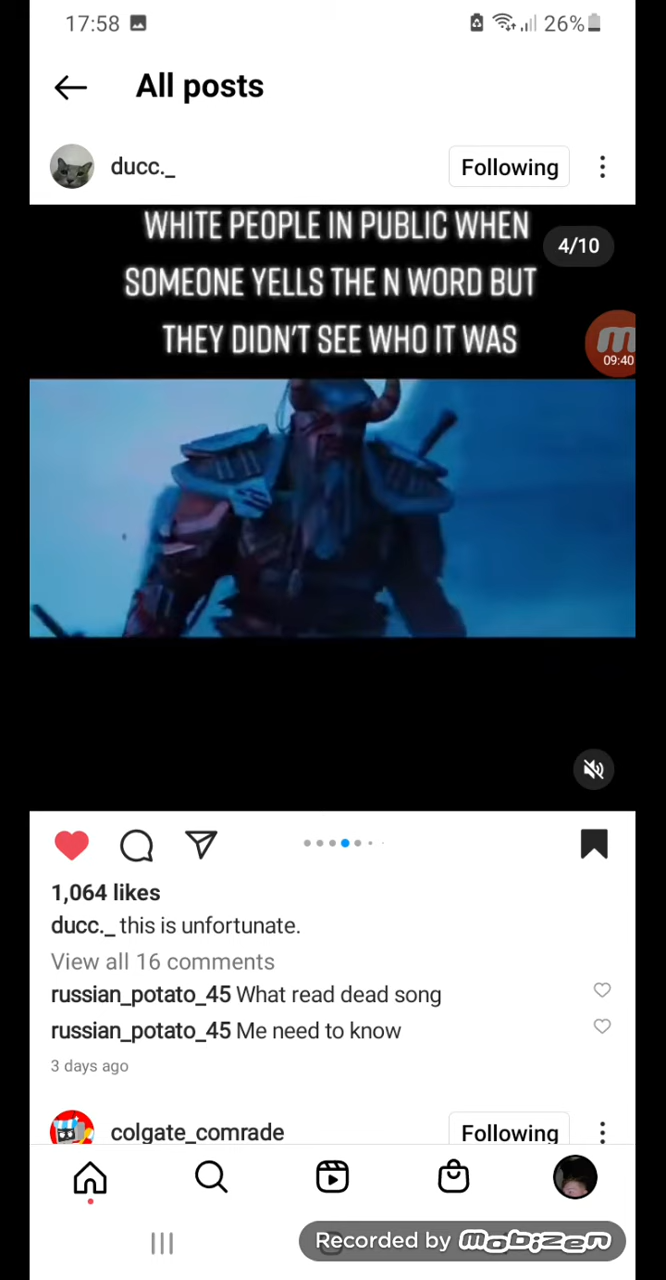 17:58 26%
All posts
ducc._ Following
WHITE PEOPLE IN PUBLIC WHEN
4/10
SOMEONE YELLS THE N WORD BUT
THEY DIDN'T SEE WHO IT WAS
m
09:40
1,064 likes
ducc._ this is unfortunate.
View all 16 comments
russian_potato_45 What read dead song
russian_potato_45 Me need to know
3 days ago
colgate_comrade Following
Recorded by mobizen